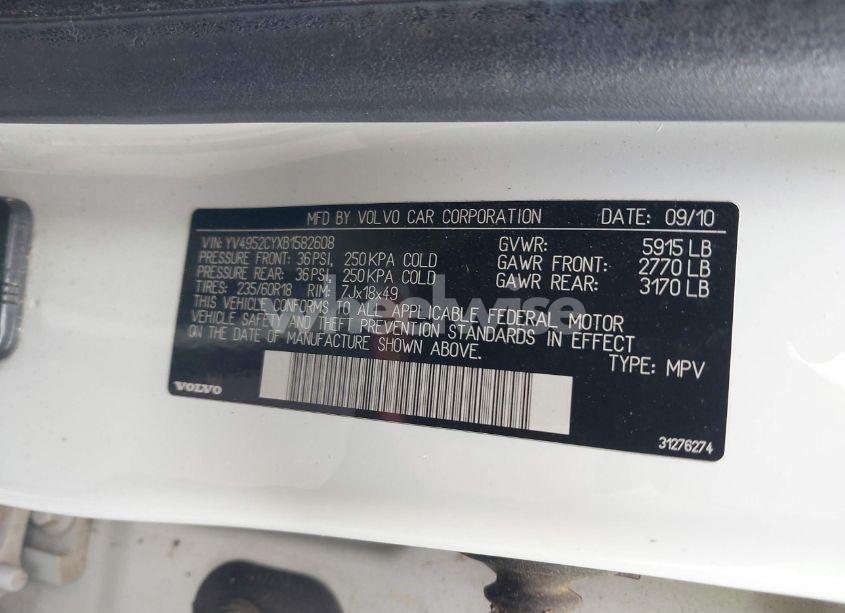 MFD BY VOLVO CAR CORPORATION DATE: 09/10
VIN: YV4952CYXB1582608 GVWR: 5915 LB
PRESSURE FRONT: 36PSI, 250KPA COLD GAWR FRONT: 2770 LB
PRESSURE REAR: 36PSI, 250KPA COLD GAWR REAR: 3170 LB
TIRES: 235/60R18 RIM: 7Jx18x49
THIS VEHICLE CONFORMS TO ALL APPLICABLE FEDERAL MOTOR
VEHICLE SAFETY AND THEFT PREVENTION STANDARDS IN EFFECT
ON THE DATE OF MANUFACTURE SHOWN ABOVE.
TYPE: MPV
VOLVO
31276274
wheelwise